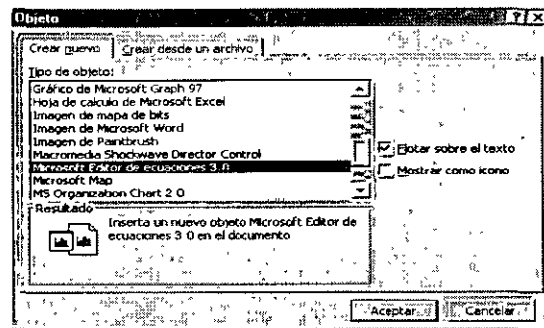 Objeto
Crear nuevo
Crear desde un archivo
Tipo de objeto:
Gráfico de Microsoft Graph 97
Hoja de calculo de Microsoft Excel
Imagen de mapa de bits
Imagen de Microsoft Word
Imagen de Paintbrush
Macromedia Shockwave Director Control
Microsoft Editor de ecuaciones 3.0
Microsoft Map
MS Organization Chart 2 0
Flotar sobre el texto
Mostrar como icono
Resultado
Inserta un nuevo objeto Microsoft Editor de
ecuaciones 3 0 en el documento
Aceptar
Cancelar